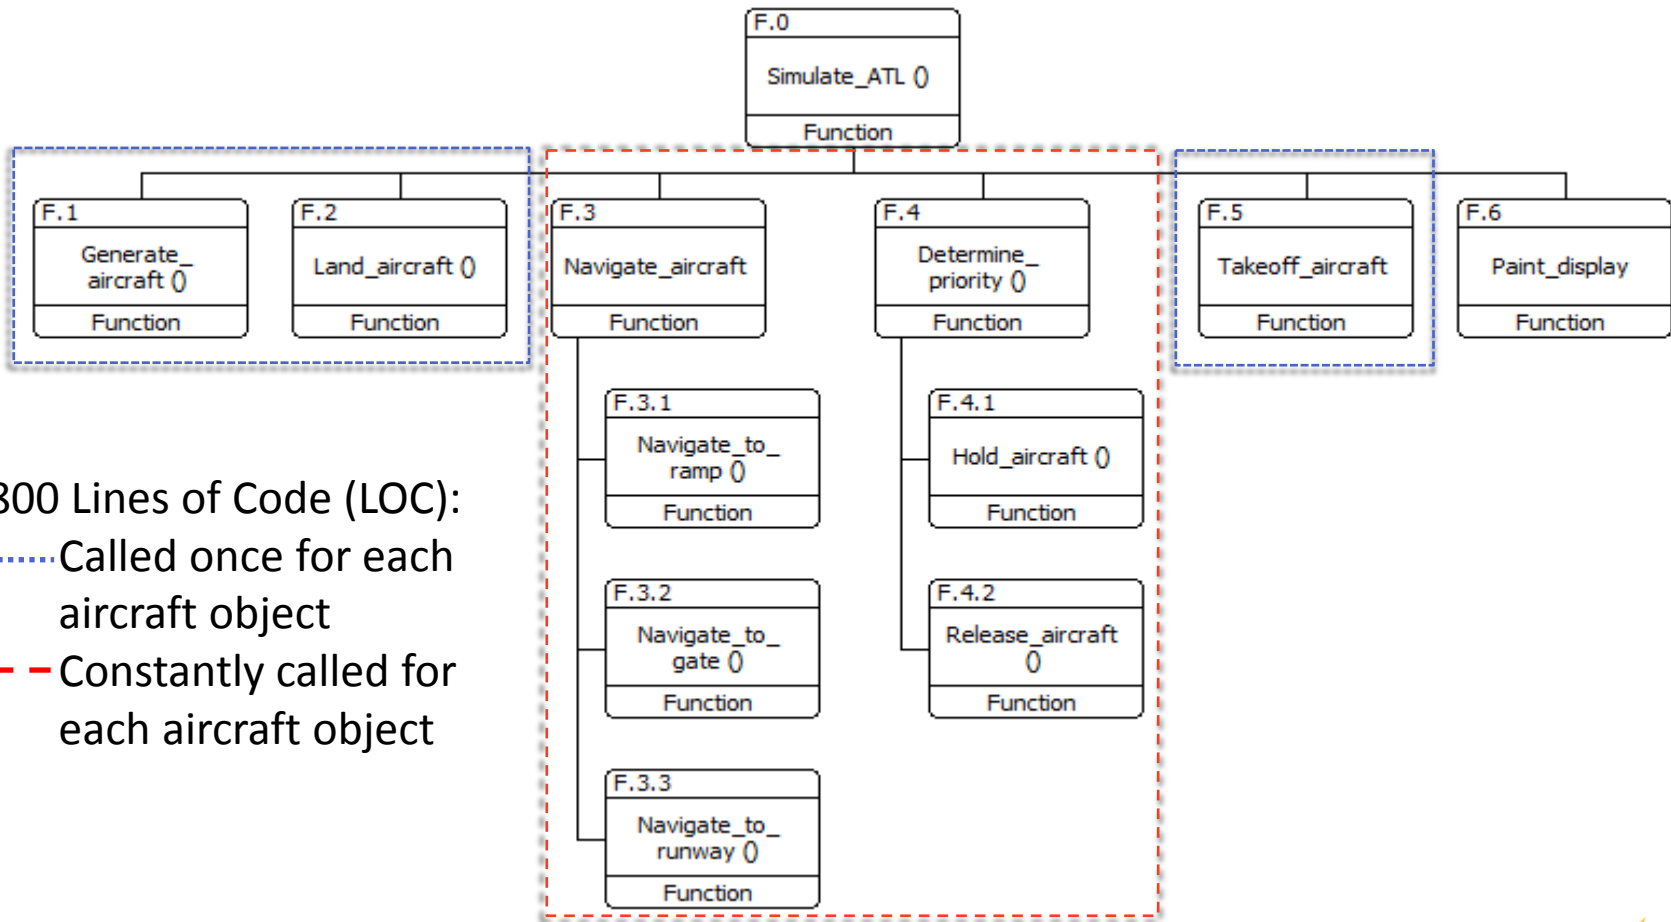 F.0
Simulate_ATL ()
Function
F.1
Generate_
aircraft ()
Function
F.2
Land_aircraft ()
Function
F.3
Navigate_aircraft
Function
F.4
Determine_
priority ()
Function
F.5
Takeoff_aircraft
Function
F.6
Paint_display
Function
F.3.1
Navigate_to_
ramp ()
Function
F.4.1
Hold_aircraft ()
Function
F.3.2
Navigate_to_
gate ()
Function
F.4.2
Release_aircraft
()
Function
F.3.3
Navigate_to_
runway ()
Function
800 Lines of Code (LOC):
Called once for each
aircraft object
Constantly called for
each aircraft object